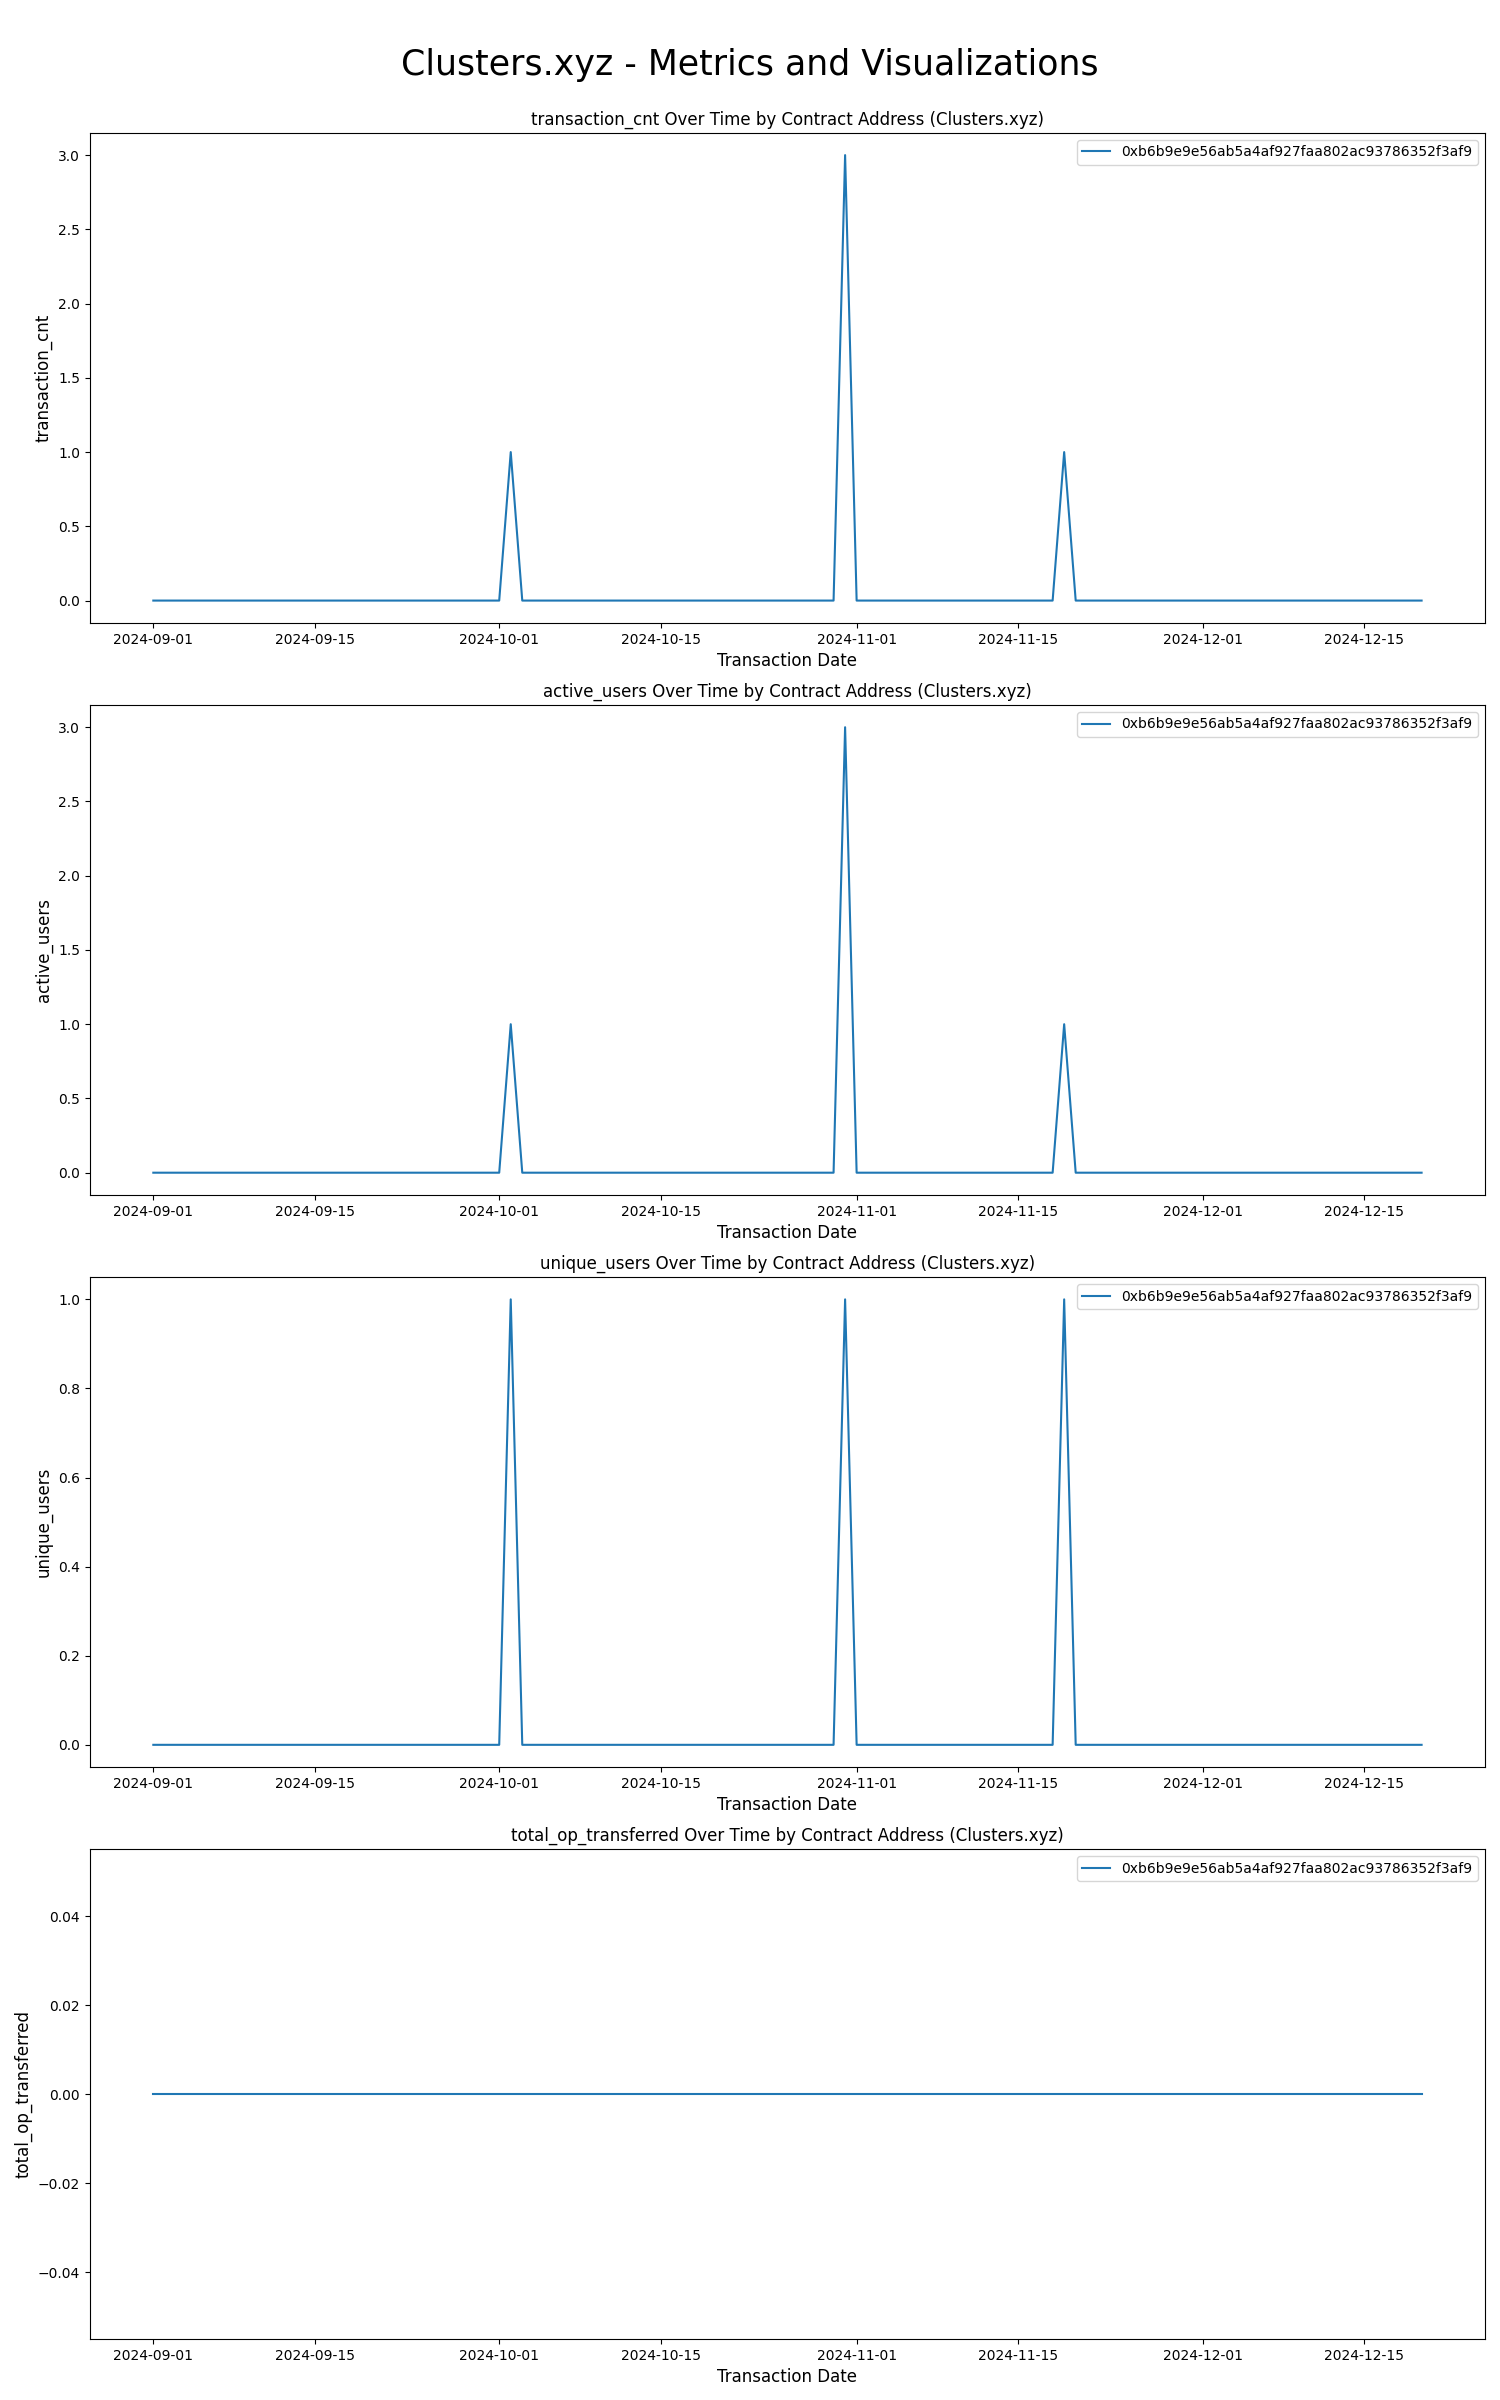 Clusters.xyz - Metrics and Visualizations
transaction_cnt Over Time by Contract Address (Clusters.xyz)
0xb6b9e9e56ab5a4af927faa802ac93786352f3af9
3.0
2.5
2.0
1.5
1.0
0.5
0.0
transaction_cnt
2024-09-01 2024-09-15 2024-10-01 2024-10-15 2024-11-01 2024-11-15 2024-12-01 2024-12-15
Transaction Date
active_users Over Time by Contract Address (Clusters.xyz)
0xb6b9e9e56ab5a4af927faa802ac93786352f3af9
3.0
2.5
2.0
1.5
1.0
0.5
0.0
active_users
2024-09-01 2024-09-15 2024-10-01 2024-10-15 2024-11-01 2024-11-15 2024-12-01 2024-12-15
Transaction Date
unique_users Over Time by Contract Address (Clusters.xyz)
0xb6b9e9e56ab5a4af927faa802ac93786352f3af9
1.0
0.8
0.6
0.4
0.2
0.0
unique_users
2024-09-01 2024-09-15 2024-10-01 2024-10-15 2024-11-01 2024-11-15 2024-12-01 2024-12-15
Transaction Date
total_op_transferred Over Time by Contract Address (Clusters.xyz)
0xb6b9e9e56ab5a4af927faa802ac93786352f3af9
0.04
0.02
0.00
−0.02
−0.04
total_op_transferred
2024-09-01 2024-09-15 2024-10-01 2024-10-15 2024-11-01 2024-11-15 2024-12-01 2024-12-15
Transaction Date